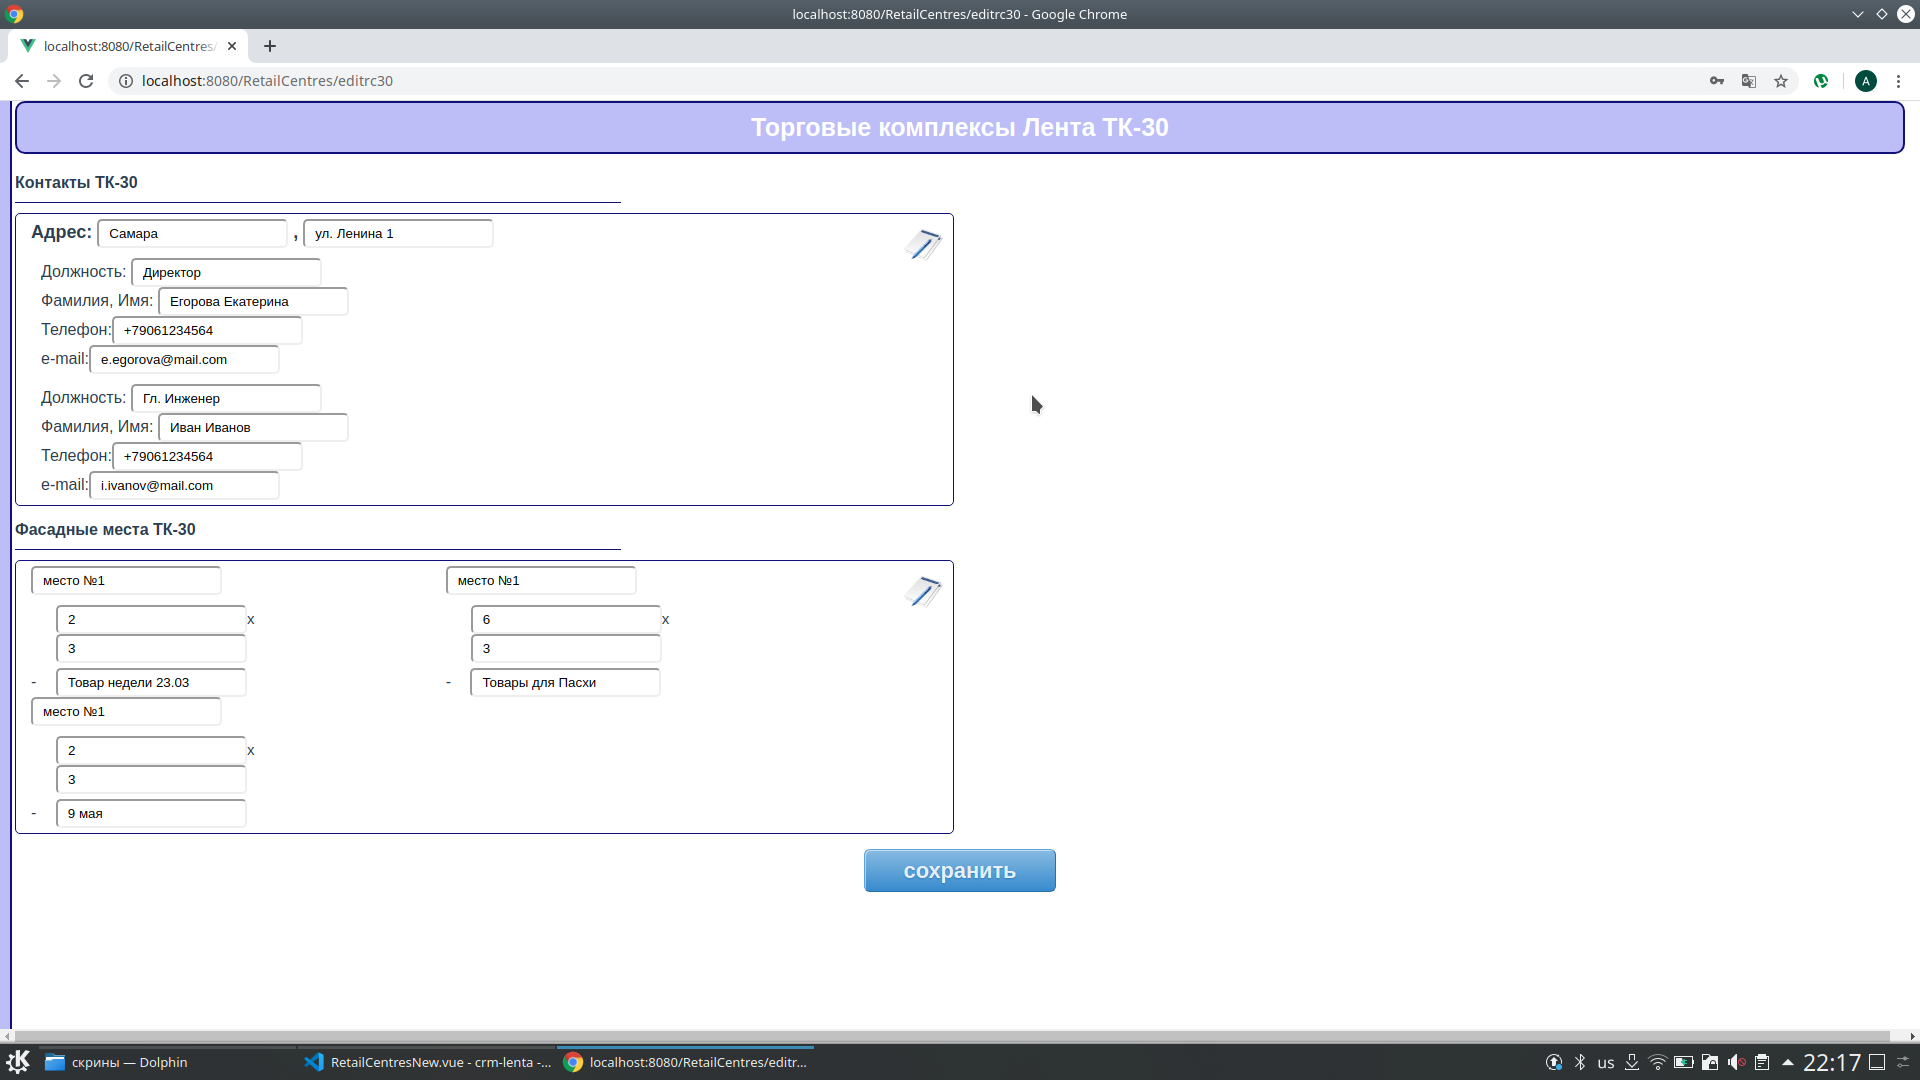 localhost:8080/RetailCentres/editrc30 - Google Chrome
localhost:8080/RetailCentres/
localhost:8080/RetailCentres/editrc30
A
Торговые комплексы Лента ТК-30
Контакты ТК-30
Адрес: Самара , ул. Ленина 1
Должность: Директор
Фамилия, Имя: Егорова Екатерина
Телефон: +79061234564
e-mail: e.egorova@mail.com
Должность: Гл. Инженер
Фамилия, Имя: Иван Иванов
Телефон: +79061234564
e-mail: i.ivanov@mail.com
Фасадные места ТК-30
место №1 место №1
2 x 6 x
3 3
- Товар недели 23.03 - Товары для Пасхи
место №1
2 x
3
- 9 мая
сохранить
скрины — Dolphin RetailCentresNew.vue - crm-lenta -... localhost:8080/RetailCentres/editr... us 22:17